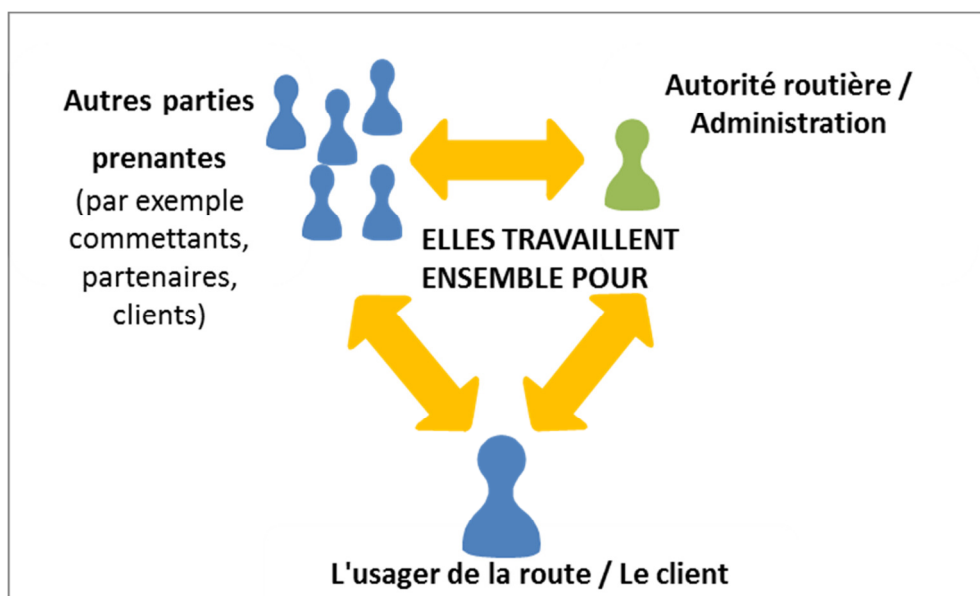 Autres parties
prenantes
(par exemple
commettants,
partenaires,
clients)
Autorité routière /
Administration
ELLES TRAVAILLENT
ENSEMBLE POUR
L'usager de la route / Le client